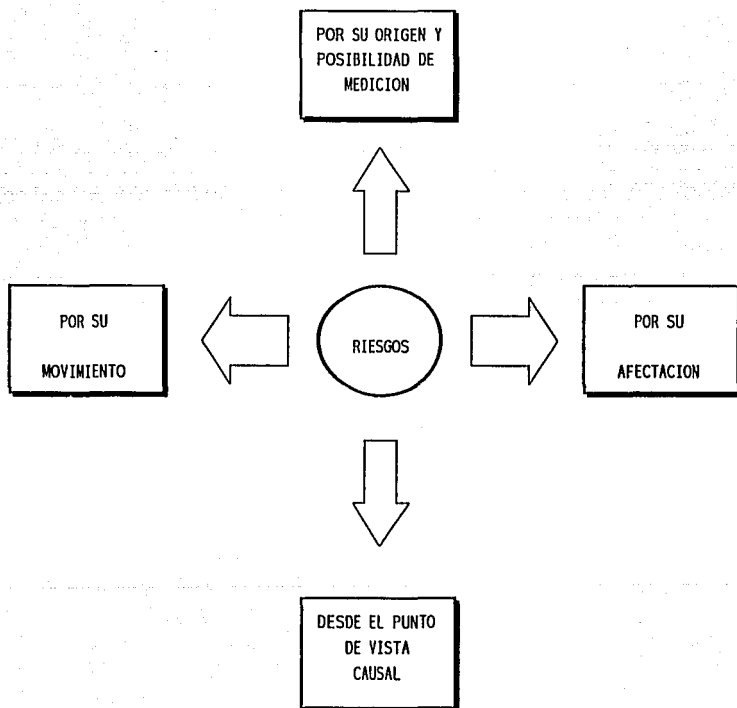 POR SU ORIGEN Y
POSIBILIDAD DE
MEDICION
POR SU
MOVIMIENTO
RIESGOS
POR SU
AFECTACION
DESDE EL PUNTO
DE VISTA
CAUSAL